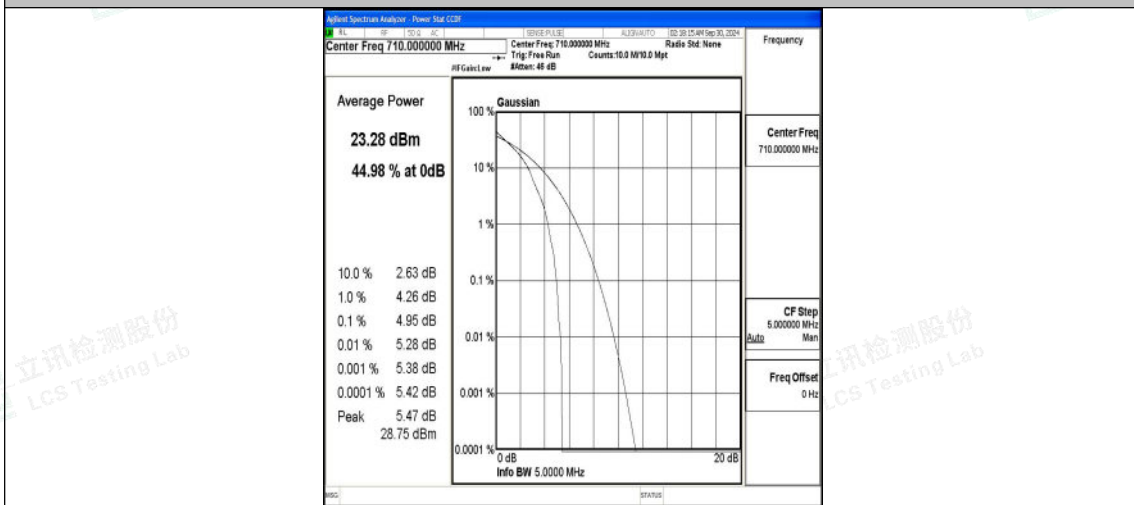 Agilent Spectrum Analyzer - Power Stat CCDF
RL RF 50 Ω AC SENSE:PULSE ALIGNAUTO 02:18:15 AM Sep 30, 2024
Center Freq 710.000000 MHz
Center Freq: 710.000000 MHz Radio Std: None
Trig: Free Run Counts:10.0 M/10.0 Mpt
#IFGain:Low #Atten: 46 dB
Frequency
Average Power
23.28 dBm
44.98 % at 0dB
10.0 % 2.63 dB
1.0 % 4.26 dB
0.1 % 4.95 dB
0.01 % 5.28 dB
0.001 % 5.38 dB
0.0001 % 5.42 dB
Peak 5.47 dB
28.75 dBm
Gaussian
100 %
10 %
1 %
0.1 %
0.01 %
0.001 %
0.0001 %
0 dB 20 dB
Info BW 5.0000 MHz
Center Freq
710.000000 MHz
CF Step
5.000000 MHz
Auto Man
Freq Offset
0 Hz
MSG STATUS
立讯检测股份
LCS Testing Lab
立讯检测股份
LCS Testing Lab